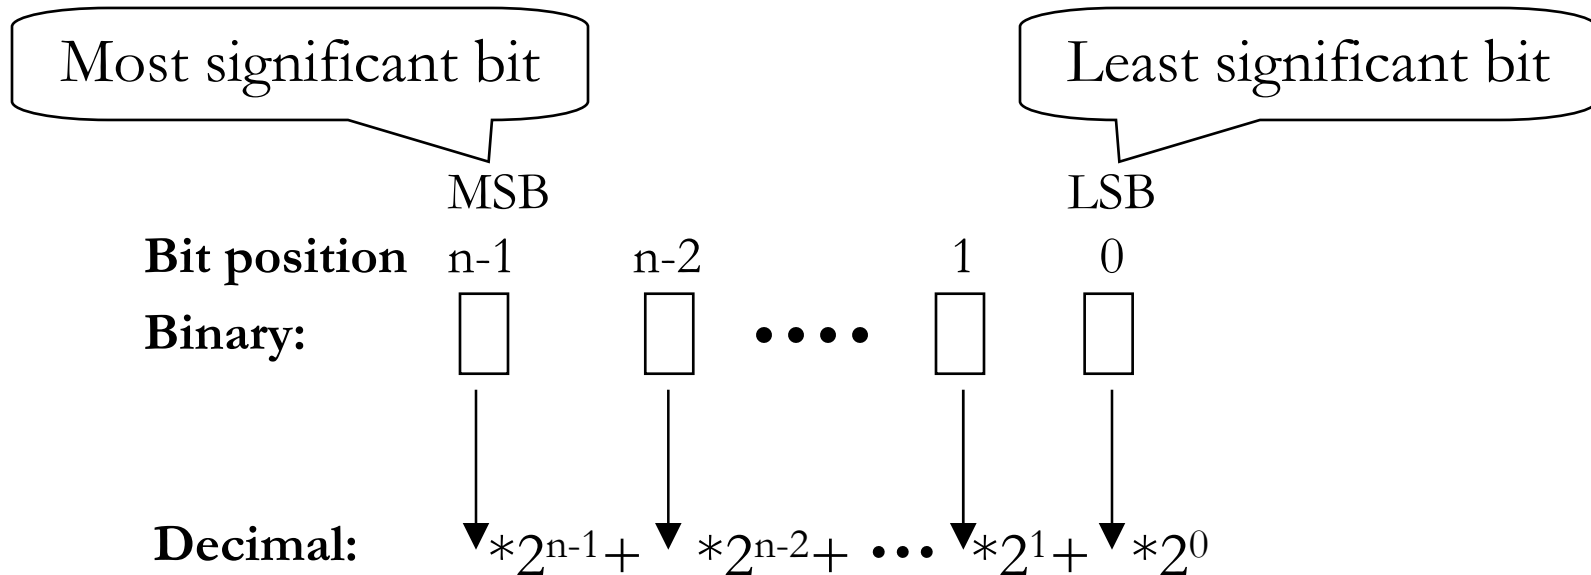 Most significant bit
Least significant bit
MSB
LSB
Bit position n-1 n-2 1 0
Binary: ••••
Decimal: *2ⁿ⁻¹+ *2ⁿ⁻²+ ••• *2¹+ *2⁰